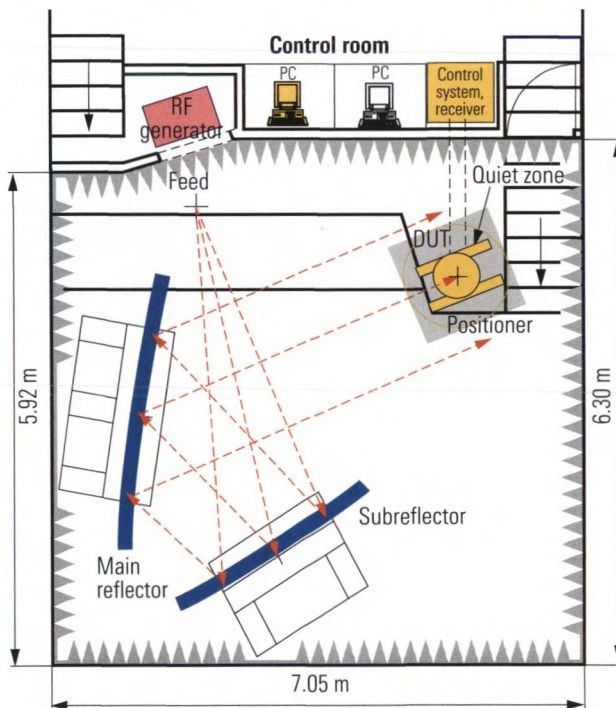 Control room
PC
PC
Control
system,
receiver
RF
generator
Feed
Quiet zone
DUT
Positioner
5.92 m
6.30 m
Subreflector
Main
reflector
7.05 m